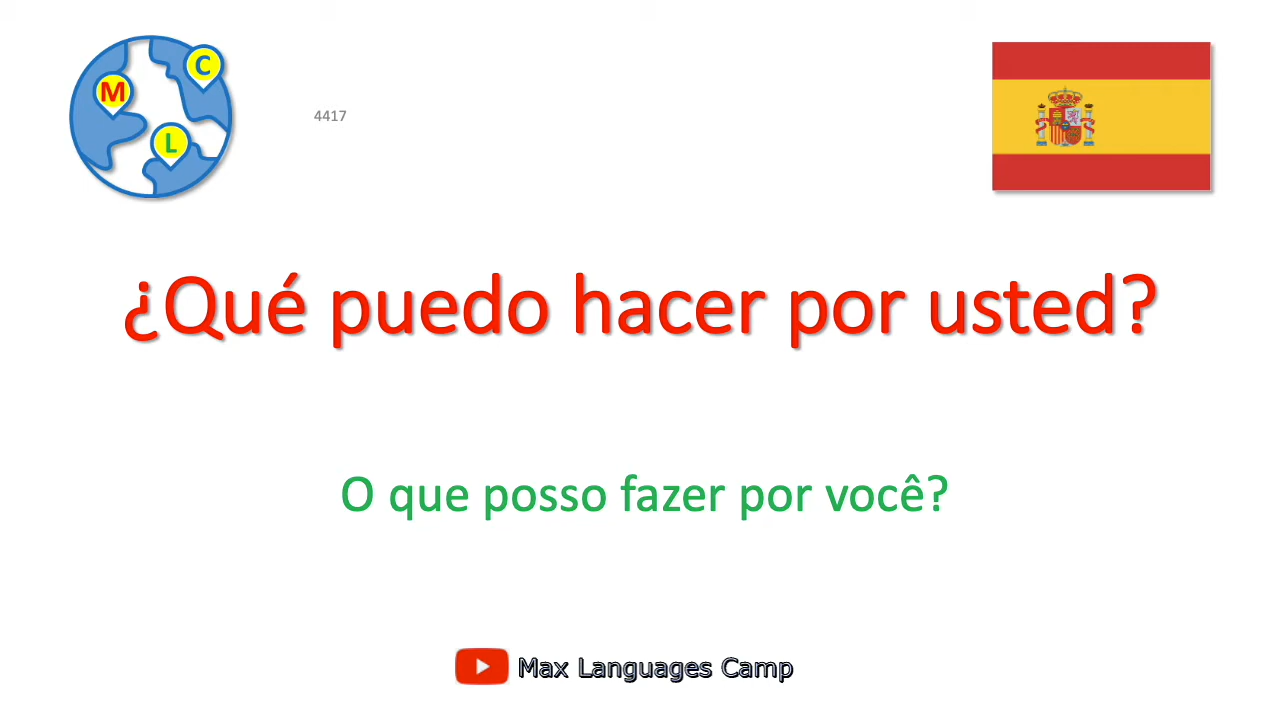 M
C
L
4417
¿Qué puedo hacer por usted?
O que posso fazer por você?
Max Languages Camp